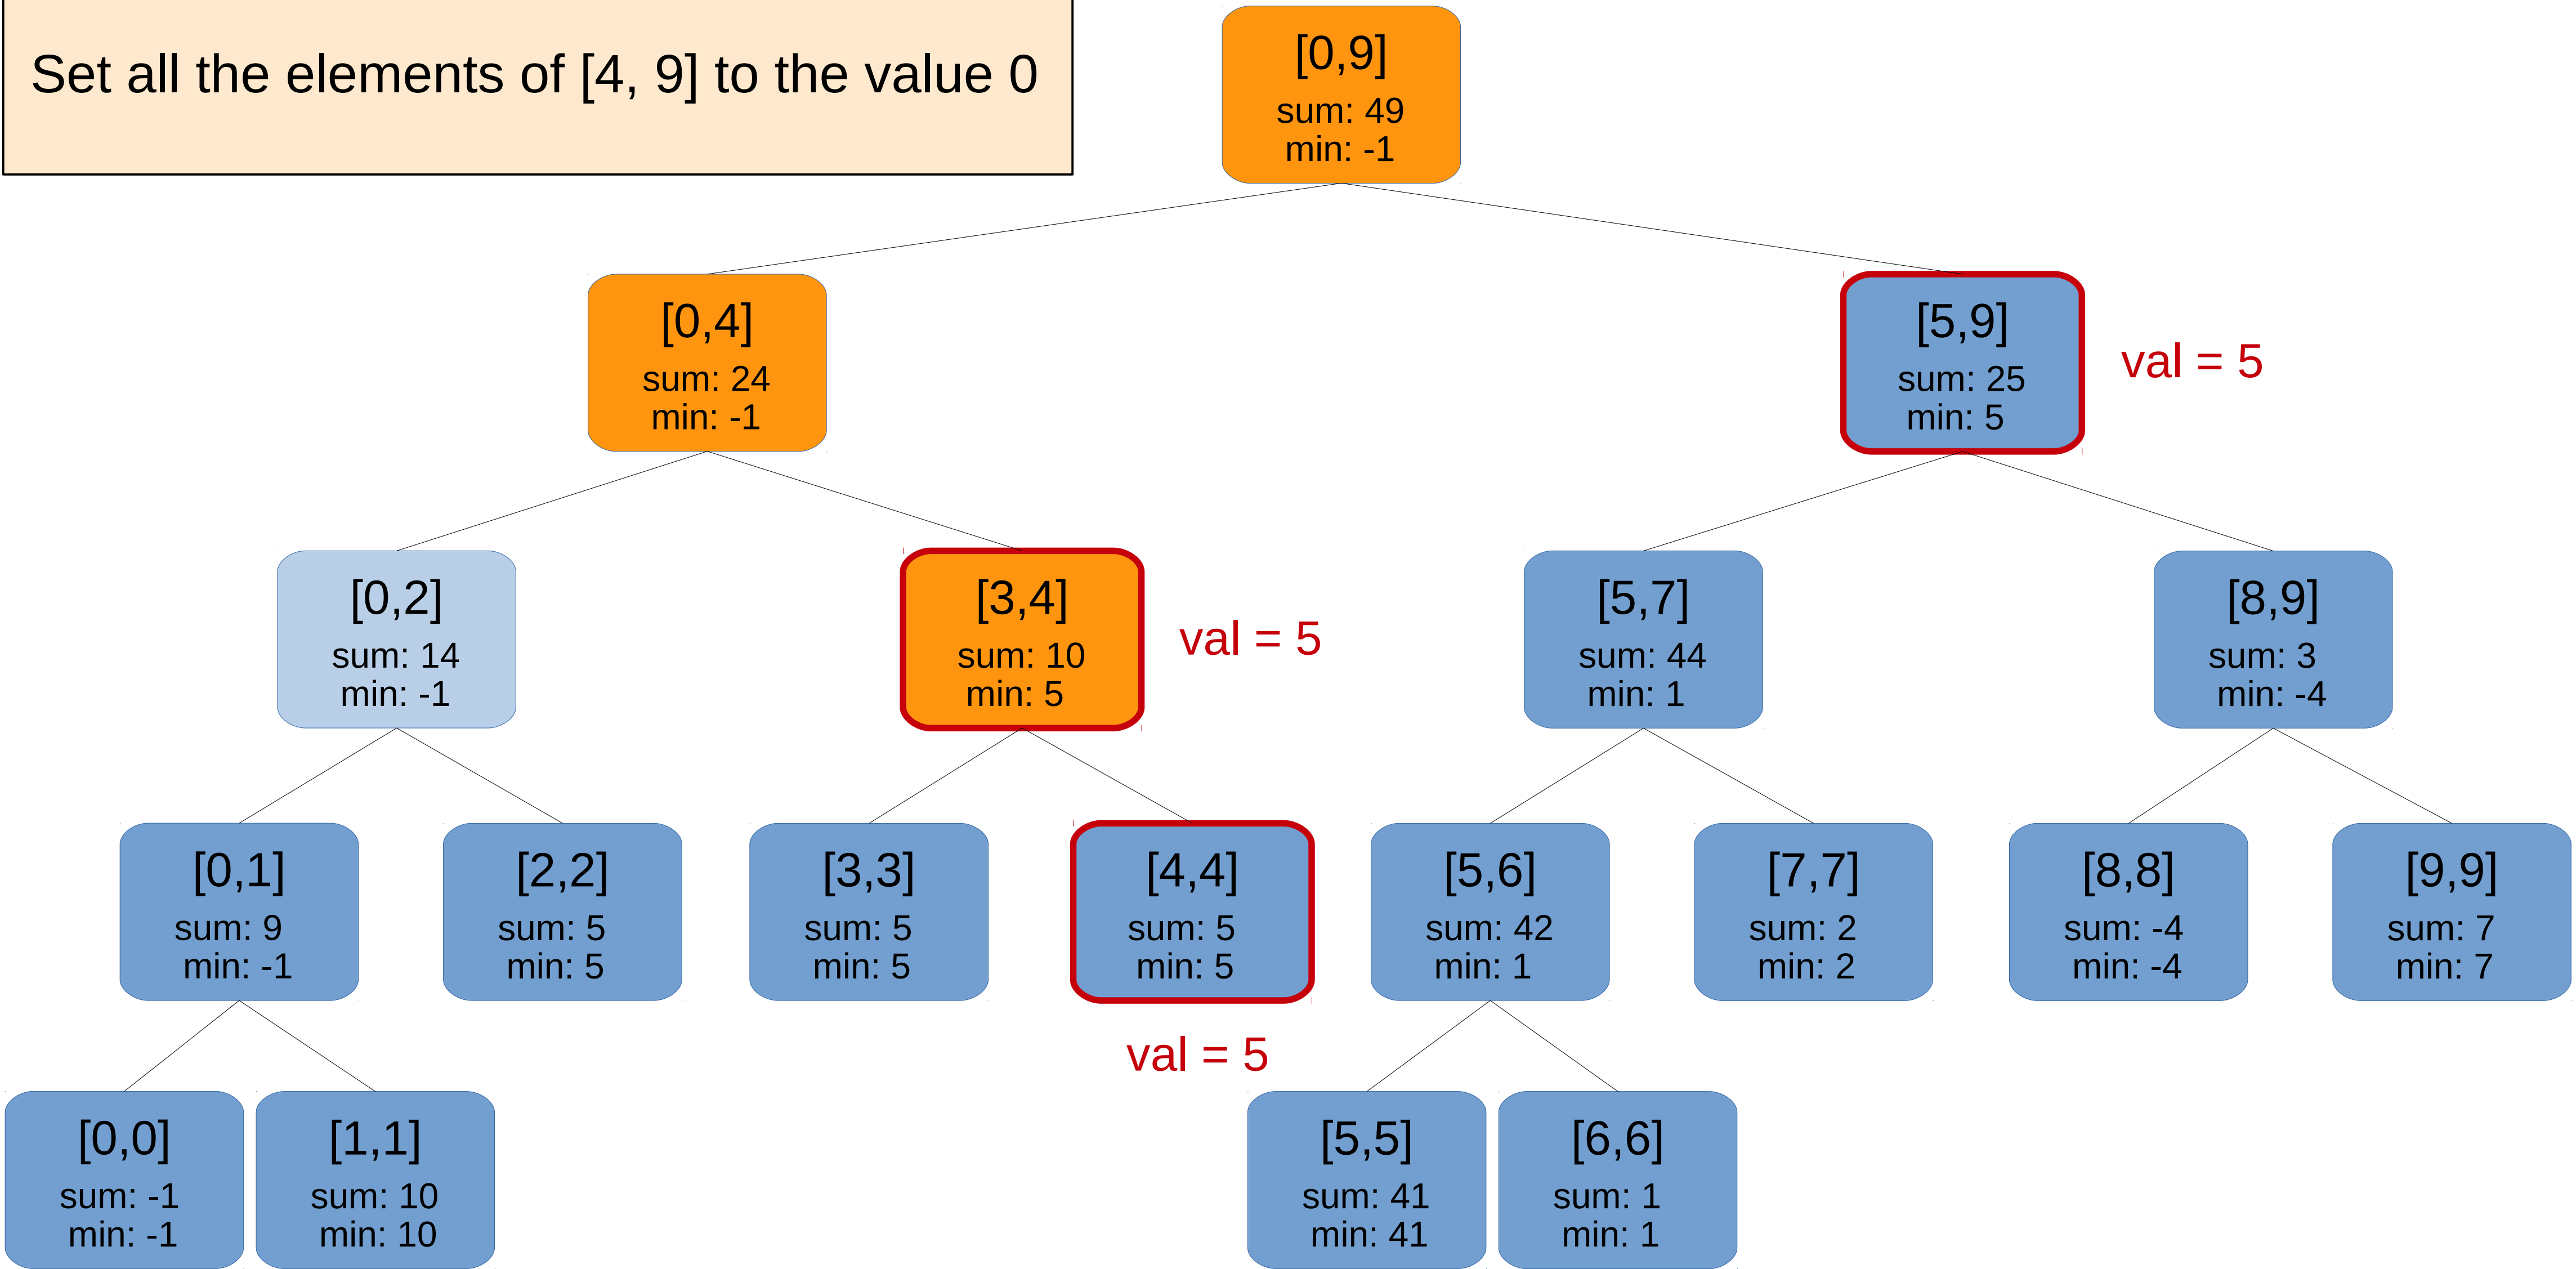 Set all the elements of [4, 9] to the value 0
[0,9]
sum: 49
min: -1
[0,4]
sum: 24
min: -1
[5,9]
sum: 25
min: 5
val = 5
[0,2]
sum: 14
min: -1
[3,4]
sum: 10
min: 5
val = 5
[5,7]
sum: 44
min: 1
[8,9]
sum: 3
min: -4
[0,1]
sum: 9
min: -1
[2,2]
sum: 5
min: 5
[3,3]
sum: 5
min: 5
[4,4]
sum: 5
min: 5
val = 5
[5,6]
sum: 42
min: 1
[7,7]
sum: 2
min: 2
[8,8]
sum: -4
min: -4
[9,9]
sum: 7
min: 7
[0,0]
sum: -1
min: -1
[1,1]
sum: 10
min: 10
[5,5]
sum: 41
min: 41
[6,6]
sum: 1
min: 1